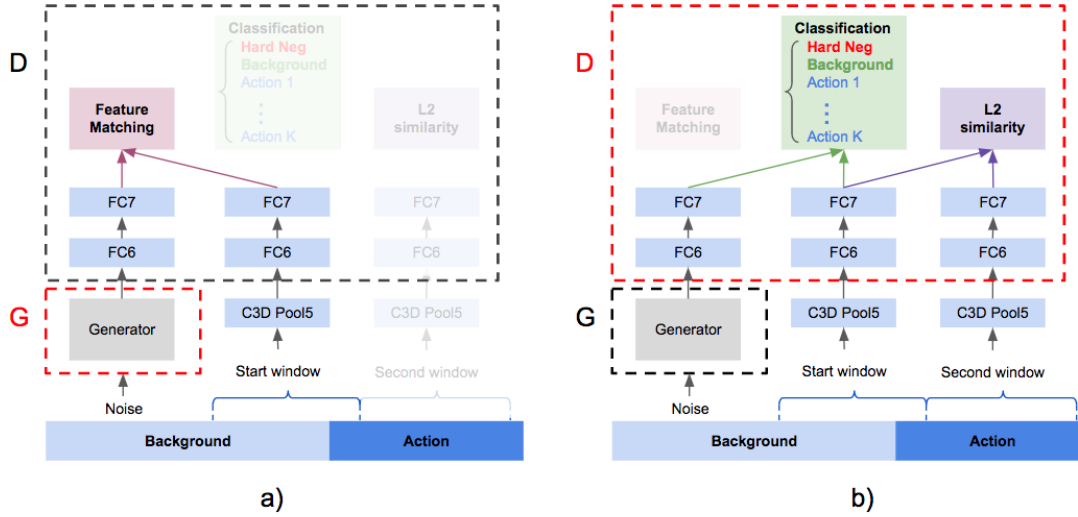 D
Classification
Hard Neg
Background
Action 1
Action K
Feature
Matching
L2
similarity
FC7
FC7
FC7
FC6
FC6
FC6
G
Generator
C3D Pool5
C3D Pool5
Start window
Second window
Noise
Background
Action
a)
D
Classification
Hard Neg
Background
Action 1
Action K
Feature
Matching
L2
similarity
FC7
FC7
FC7
FC6
FC6
FC6
G
Generator
C3D Pool5
C3D Pool5
Start window
Second window
Noise
Background
Action
b)